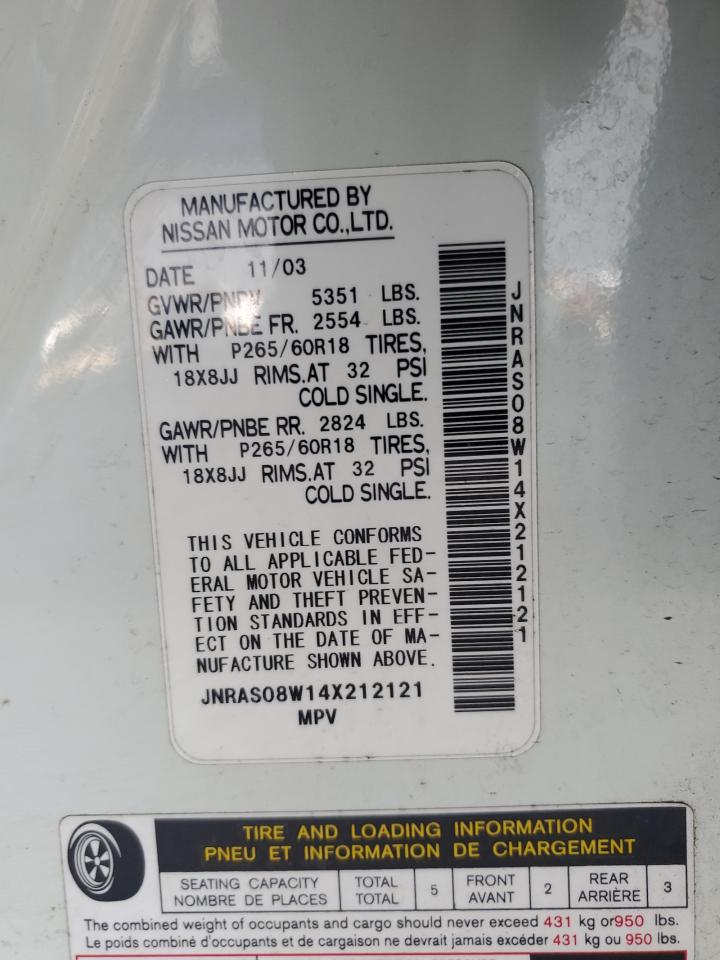 MANUFACTURED BY
NISSAN MOTOR CO.,LTD.
DATE 11/03
GVWR/PNBV 5351 LBS.
GAWR/PNBE FR. 2554 LBS.
WITH P265/60R18 TIRES,
18X8JJ RIMS.AT 32 PSI
COLD SINGLE.
GAWR/PNBE RR. 2824 LBS.
WITH P265/60R18 TIRES,
18X8JJ RIMS.AT 32 PSI
COLD SINGLE.
THIS VEHICLE CONFORMS
TO ALL APPLICABLE FED-
ERAL MOTOR VEHICLE SA-
FETY AND THEFT PREVEN-
TION STANDARDS IN EFF-
ECT ON THE DATE OF MA-
NUFACTURE SHOWN ABOVE.
JNRAS08W14X212121
MPV
JNRAS08W14X212121
TIRE AND LOADING INFORMATION
PNEU ET INFORMATION DE CHARGEMENT
SEATING CAPACITY TOTAL 5 FRONT 2 REAR 3
NOMBRE DE PLACES TOTAL AVANT ARRIÈRE
The combined weight of occupants and cargo should never exceed 431 kg or950 lbs.
Le poids combiné d'occupants et de cargaison ne devrait jamais excéder 431 kg ou 950 lbs.